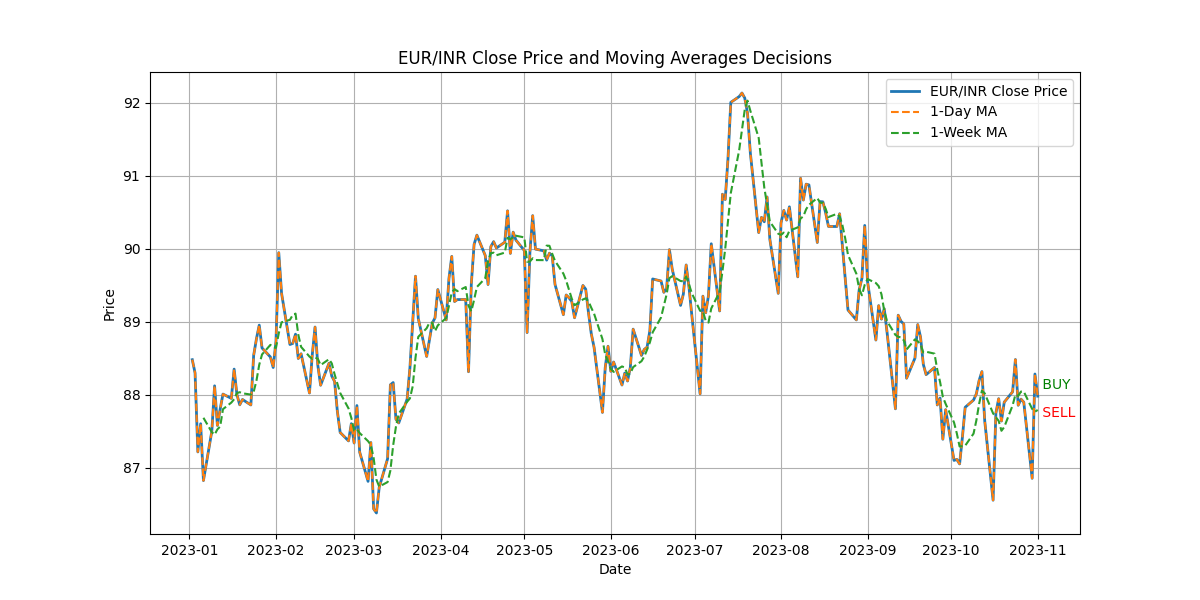 EUR/INR Close Price and Moving Averages Decisions
EUR/INR Close Price
1-Day MA
1-Week MA
92
91
90
89
88
87
Price
BUY
SELL
2023-01 2023-02 2023-03 2023-04 2023-05 2023-06 2023-07 2023-08 2023-09 2023-10 2023-11
Date